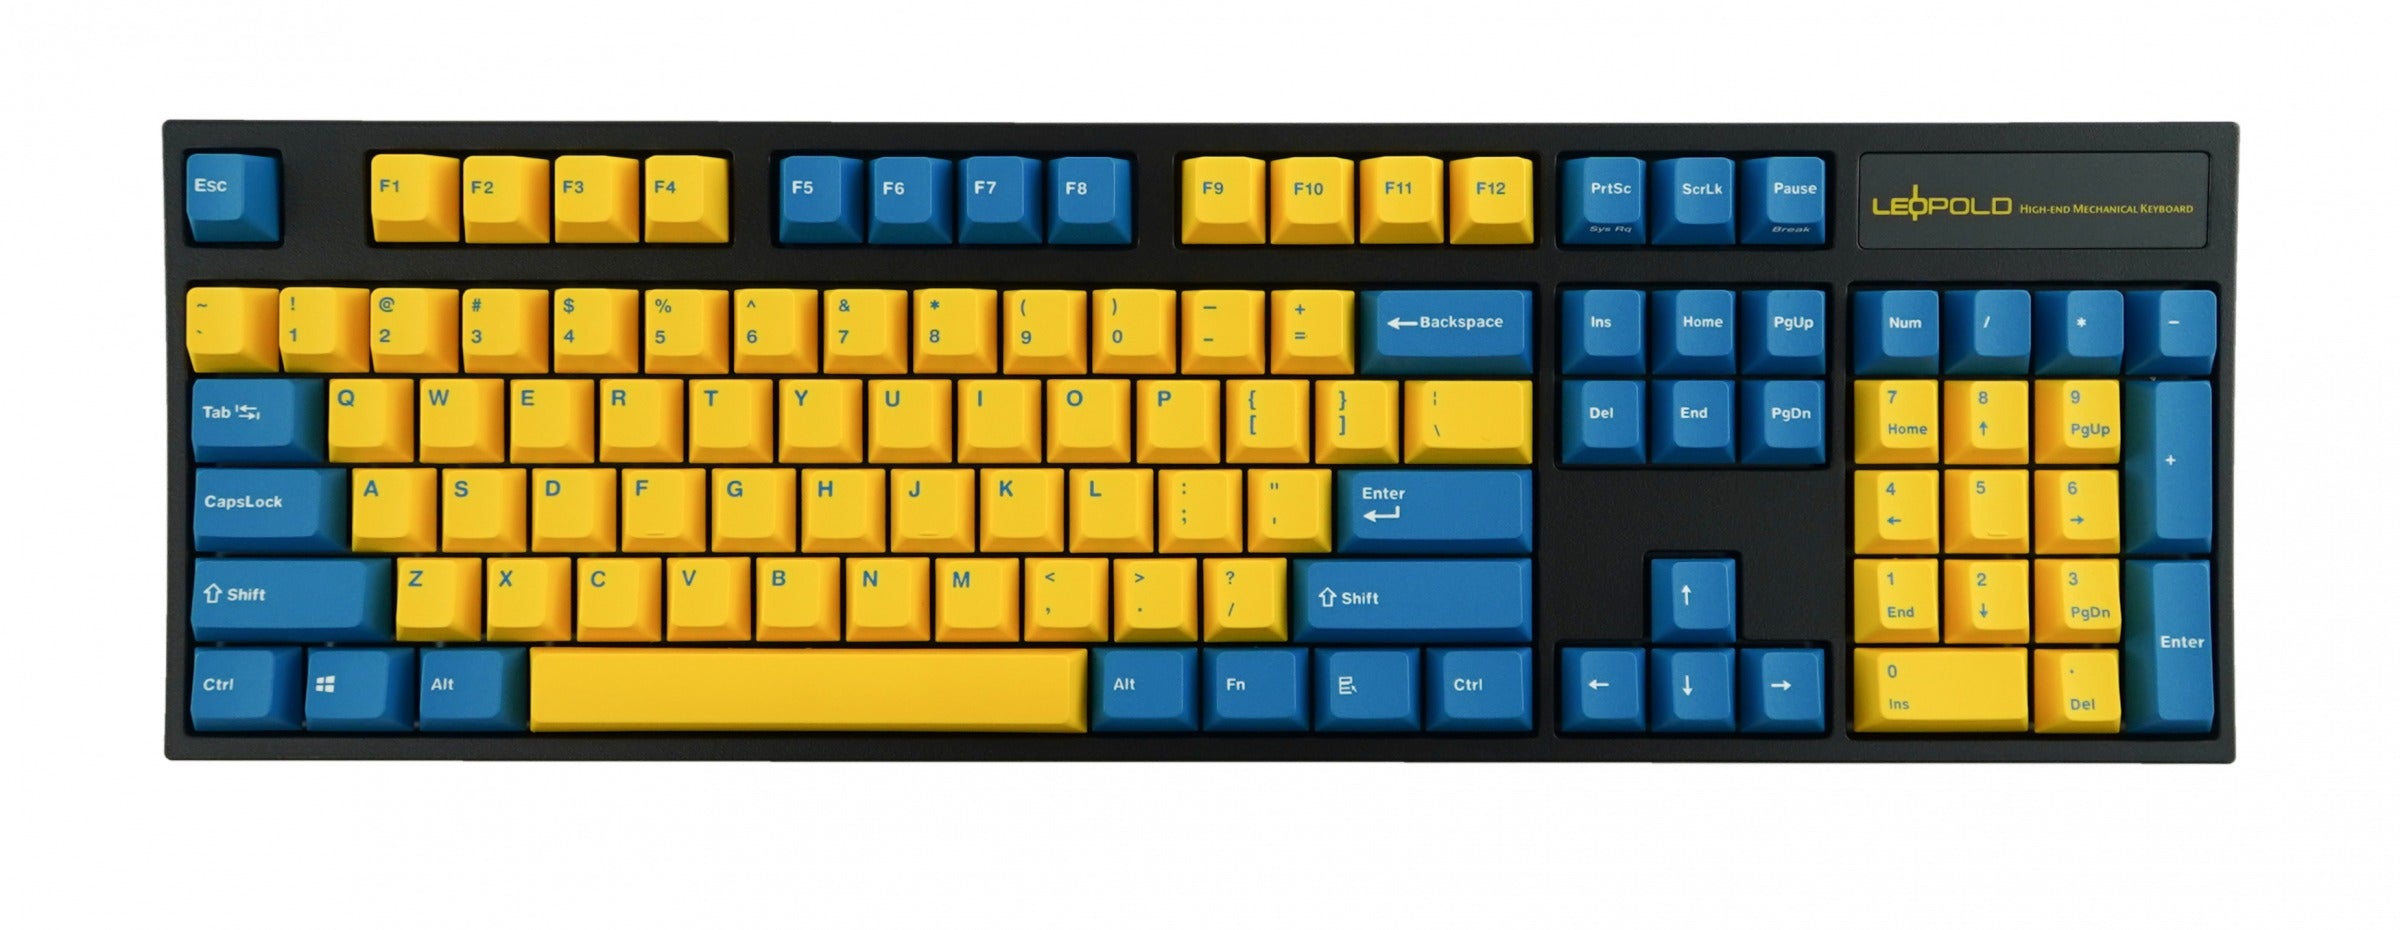 Esc F1 F2 F3 F4 F5 F6 F7 F8 F9 F10 F11 F12 PrtSc ScrLk Pause
Sys Rq Break
LEOPOLD HIGH-END MECHANICAL KEYBOARD
~ ! @ # $ % ^ & * ( ) — +
` 1 2 3 4 5 6 7 8 9 0 - =
←Backspace Ins Home PgUp Num / * -
Tab Q W E R T Y U I O P { } ¦
[ ] \
Del End PgDn 7 8 9
Home ↑ PgUp
+
CapsLock A S D F G H J K L : "
; '
Enter
↵
4 5 6
← →
⇧ Shift Z X C V B N M < > ?
, . /
⇧ Shift ↑ 1 2 3
End ↓ PgDn
Enter
Ctrl Alt Alt Fn Ctrl ← ↓ → 0 .
Ins Del